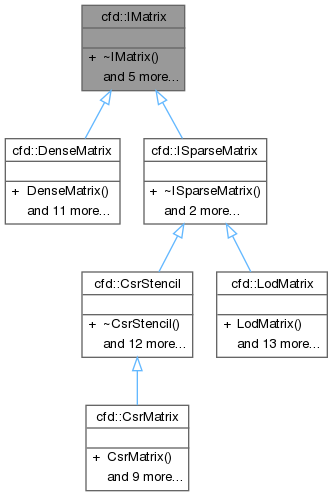 cfd::IMatrix
+ ~IMatrix()
and 5 more...
cfd::DenseMatrix
+ DenseMatrix()
and 11 more...
cfd::ISparseMatrix
+ ~ISparseMatrix()
and 2 more...
cfd::CsrStencil
+ ~CsrStencil()
and 12 more...
cfd::LodMatrix
+ LodMatrix()
and 13 more...
cfd::CsrMatrix
+ CsrMatrix()
and 9 more...